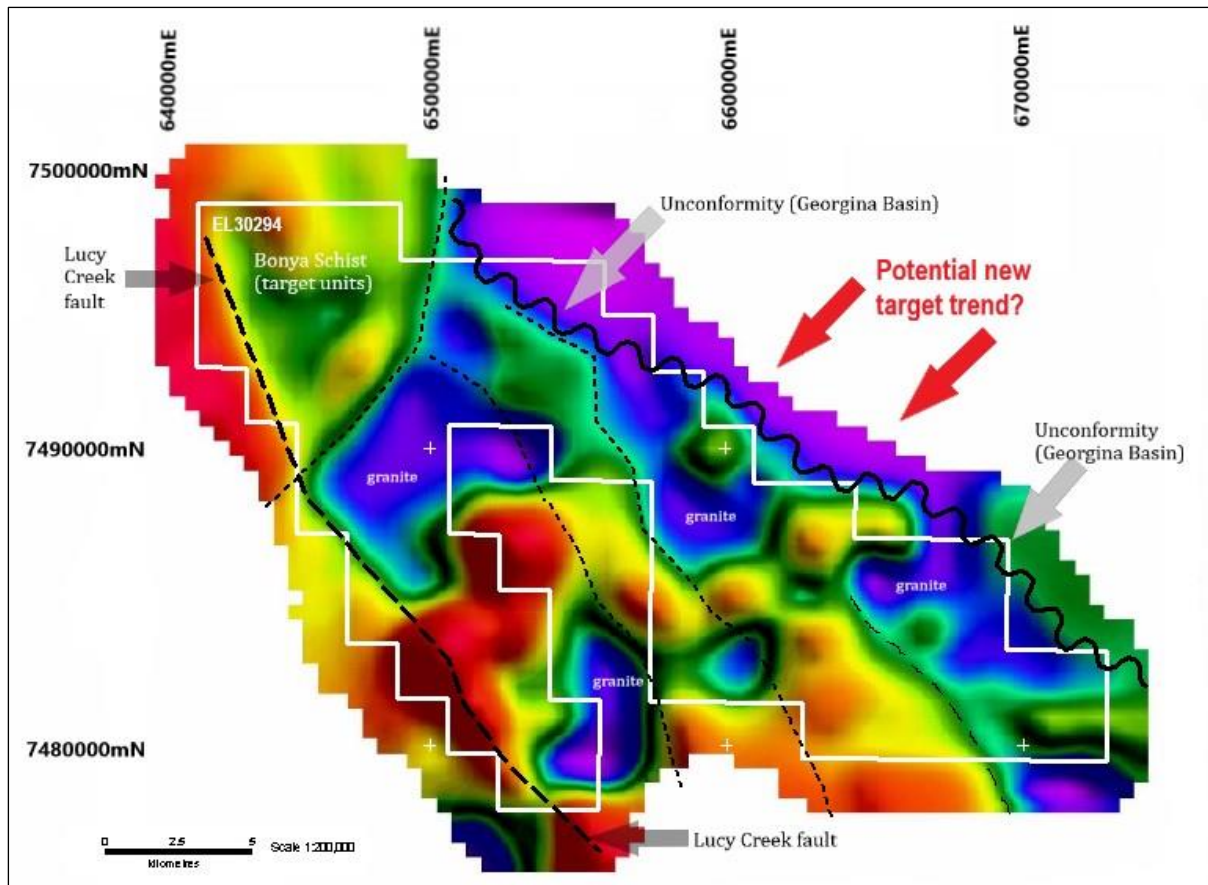 640000mE
650000mE
660000mE
670000mE
7500000mN
Unconformity (Georgina Basin)
EL30294
Lucy
Creek
fault
Bonya Schist
(target units)
Potential new
target trend?
7490000mN
Unconformity
(Georgina Basin)
granite
granite
granite
granite
7480000mN
0 2.5 5
kilometres
Scale 1:200,000
Lucy Creek fault